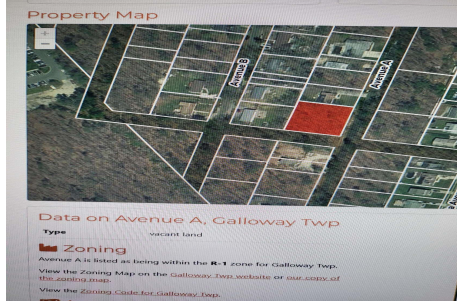 Property Map
+
−
Avenue B
Avenue A
Data on Avenue A, Galloway Twp
Type vacant land
Zoning
Avenue A is listed as being within the R-1 zone for Galloway Twp.
View the Zoning Map on the Galloway Twp website or our copy of
the zoning map.
View the Zoning Code for Galloway Twp.